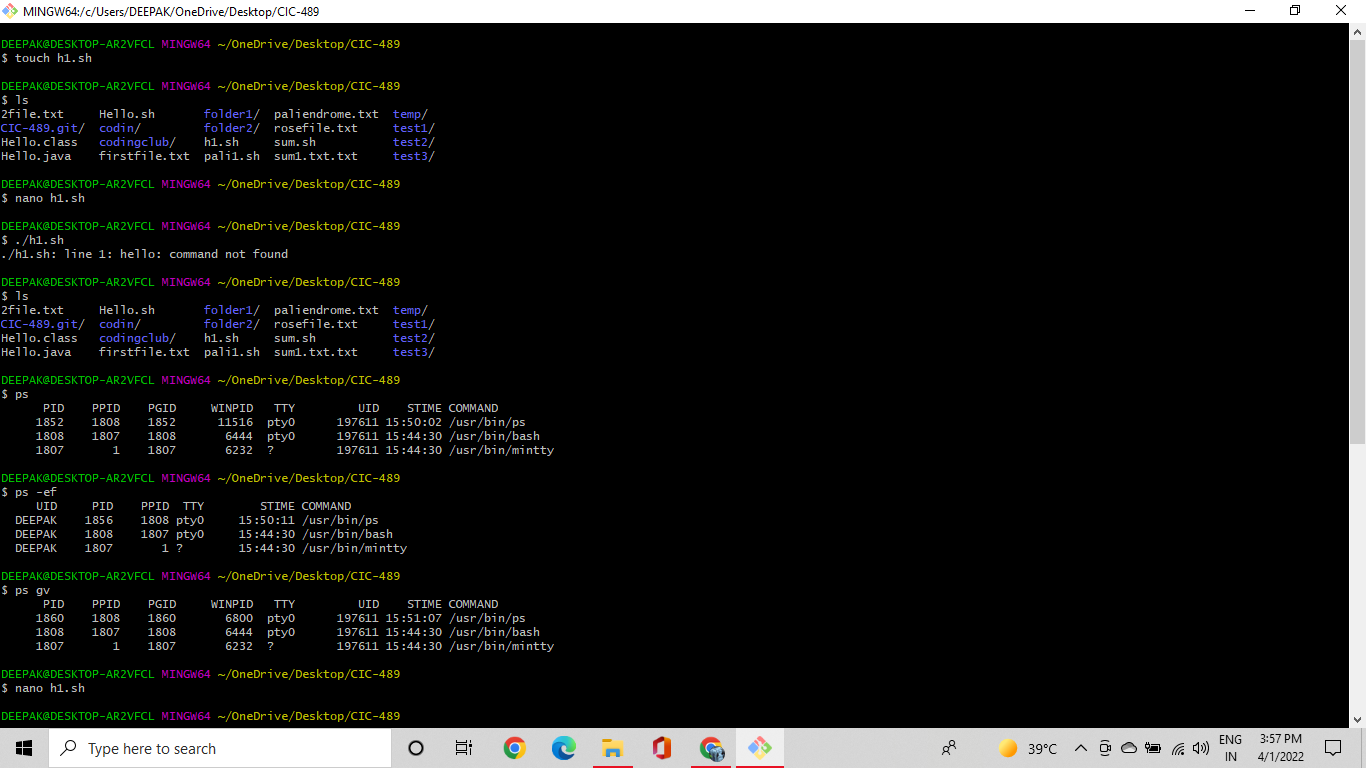 MINGW64:/c/Users/DEEPAK/OneDrive/Desktop/CIC-489
DEEPAK@DESKTOP-AR2VFCL MINGW64 ~/OneDrive/Desktop/CIC-489
$ touch h1.sh
DEEPAK@DESKTOP-AR2VFCL MINGW64 ~/OneDrive/Desktop/CIC-489
$ ls
2file.txt Hello.sh folder1/ paliendrome.txt temp/
CIC-489.git/ codin/ folder2/ rosefile.txt test1/
Hello.class codingclub/ h1.sh sum.sh test2/
Hello.java firstfile.txt pali1.sh sum1.txt.txt test3/
DEEPAK@DESKTOP-AR2VFCL MINGW64 ~/OneDrive/Desktop/CIC-489
$ nano h1.sh
DEEPAK@DESKTOP-AR2VFCL MINGW64 ~/OneDrive/Desktop/CIC-489
$ ./h1.sh
./h1.sh: line 1: hello: command not found
DEEPAK@DESKTOP-AR2VFCL MINGW64 ~/OneDrive/Desktop/CIC-489
$ ls
2file.txt Hello.sh folder1/ paliendrome.txt temp/
CIC-489.git/ codin/ folder2/ rosefile.txt test1/
Hello.class codingclub/ h1.sh sum.sh test2/
Hello.java firstfile.txt pali1.sh sum1.txt.txt test3/
DEEPAK@DESKTOP-AR2VFCL MINGW64 ~/OneDrive/Desktop/CIC-489
$ ps
PID PPID PGID WINPID TTY UID STIME COMMAND
1852 1808 1852 11516 pty0 197611 15:50:02 /usr/bin/ps
1808 1807 1808 6444 pty0 197611 15:44:30 /usr/bin/bash
1807 1 1807 6232 ? 197611 15:44:30 /usr/bin/mintty
DEEPAK@DESKTOP-AR2VFCL MINGW64 ~/OneDrive/Desktop/CIC-489
$ ps -ef
UID PID PPID TTY STIME COMMAND
DEEPAK 1856 1808 pty0 15:50:11 /usr/bin/ps
DEEPAK 1808 1807 pty0 15:44:30 /usr/bin/bash
DEEPAK 1807 1 ? 15:44:30 /usr/bin/mintty
DEEPAK@DESKTOP-AR2VFCL MINGW64 ~/OneDrive/Desktop/CIC-489
$ ps gv
PID PPID PGID WINPID TTY UID STIME COMMAND
1860 1808 1860 6800 pty0 197611 15:51:07 /usr/bin/ps
1808 1807 1808 6444 pty0 197611 15:44:30 /usr/bin/bash
1807 1 1807 6232 ? 197611 15:44:30 /usr/bin/mintty
DEEPAK@DESKTOP-AR2VFCL MINGW64 ~/OneDrive/Desktop/CIC-489
$ nano h1.sh
DEEPAK@DESKTOP-AR2VFCL MINGW64 ~/OneDrive/Desktop/CIC-489
Type here to search
39°C
ENG
IN
3:57 PM
4/1/2022